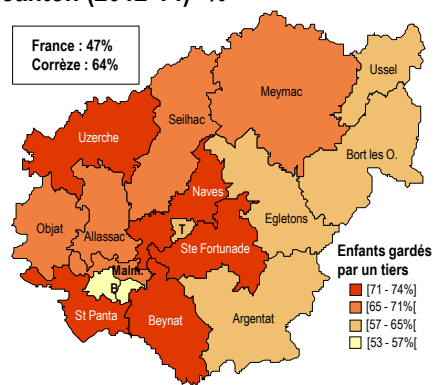 France : 47%
Corrèze : 64%
Ussel
Meymac
Seilhac
Uzerche
Bort les O.
Naves
Egletons
Objat
Allassac
T
Ste Fortunade
Malm.
B
St Panta
Beynat
Argentat
Enfants gardés
par un tiers
[71 - 74%]
[65 - 71%[
[57 - 65%[
[53 - 57%[